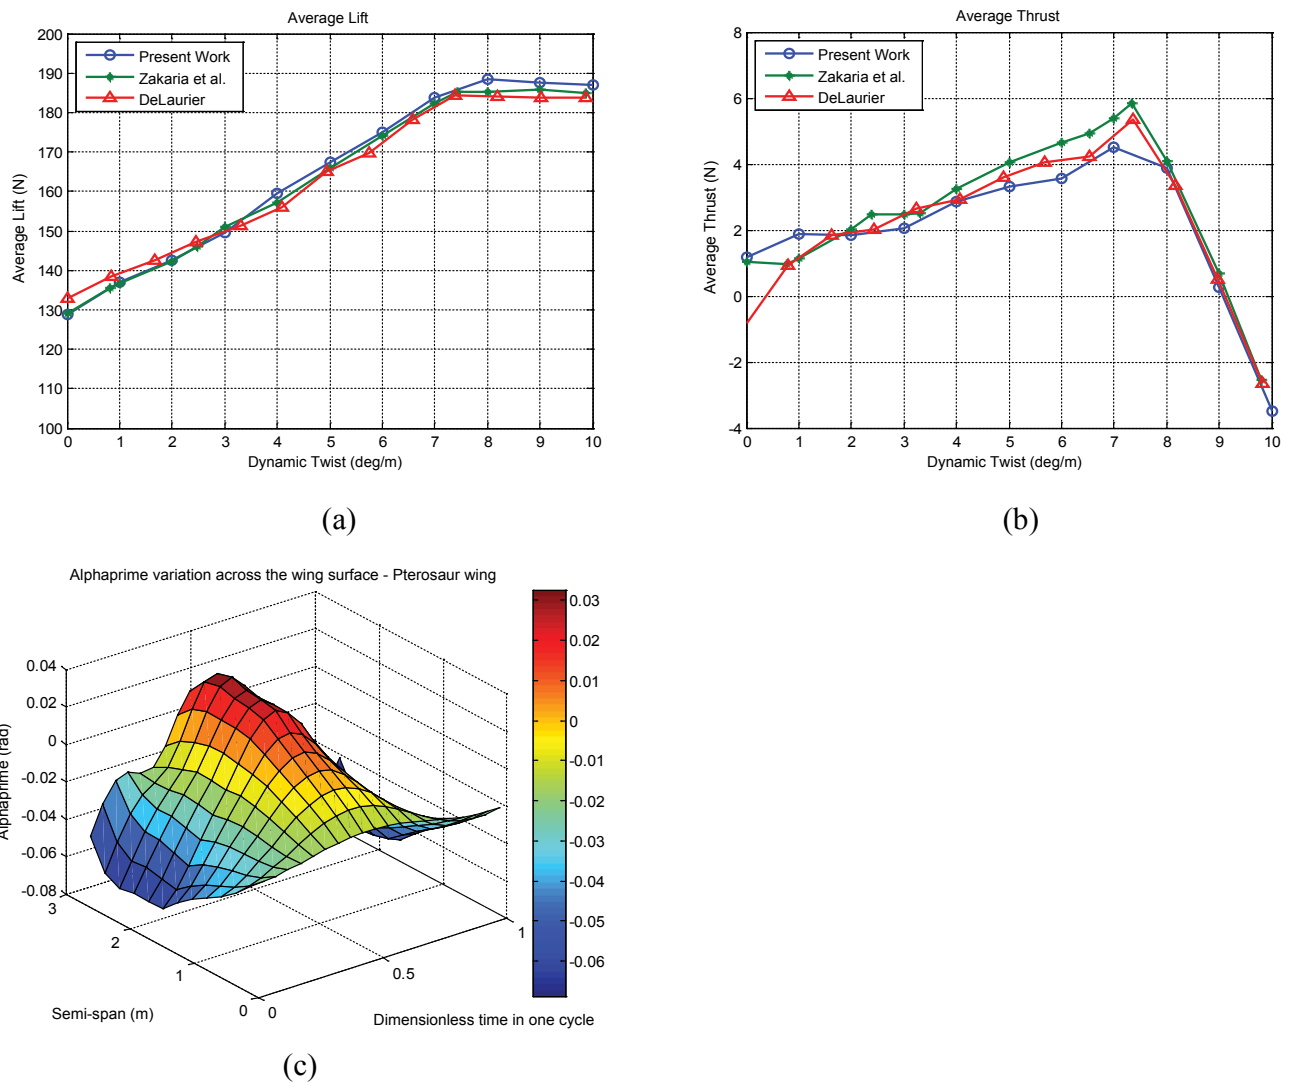 Average Lift
200
190
180
170
160
150
140
130
120
110
100
Average Lift (N)
Present Work
Zakaria et al.
DeLaurier
0 1 2 3 4 5 6 7 8 9 10
Dynamic Twist (deg/m)
(a)
Average Thrust
8
6
4
2
0
-2
-4
Average Thrust (N)
Present Work
Zakaria et al.
DeLaurier
0 1 2 3 4 5 6 7 8 9 10
Dynamic Twist (deg/m)
(b)
Alphaprime variation across the wing surface - Pterosaur wing
0.04
0.02
0
-0.02
-0.04
-0.06
-0.08
Alphaprime (rad)
3
2
1
0
Semi-span (m)
0
0.5
1
Dimensionless time in one cycle
0.03
0.02
0.01
0
-0.01
-0.02
-0.03
-0.04
-0.05
-0.06
(c)